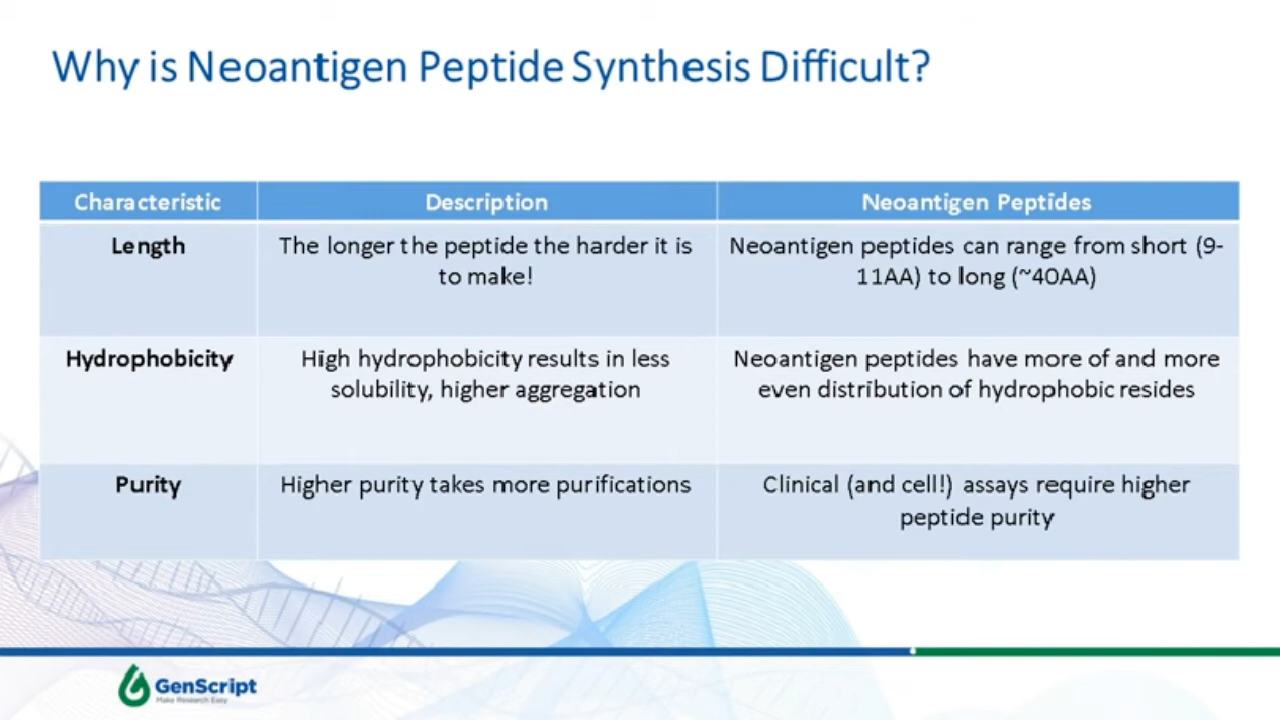 Why is Neoantigen Peptide Synthesis Difficult?
Characteristic
Description
Neoantigen Peptides
Length
The longer the peptide the harder it is
to make!
Neoantigen peptides can range from short (9-
11AA) to long (~40AA)
Hydrophobicity
High hydrophobicity results in less
solubility, higher aggregation
Neoantigen peptides have more of and more
even distribution of hydrophobic resides
Purity
Higher purity takes more purifications
Clinical (and cell!) assays require higher
peptide purity
GenScript
Make Research Easy